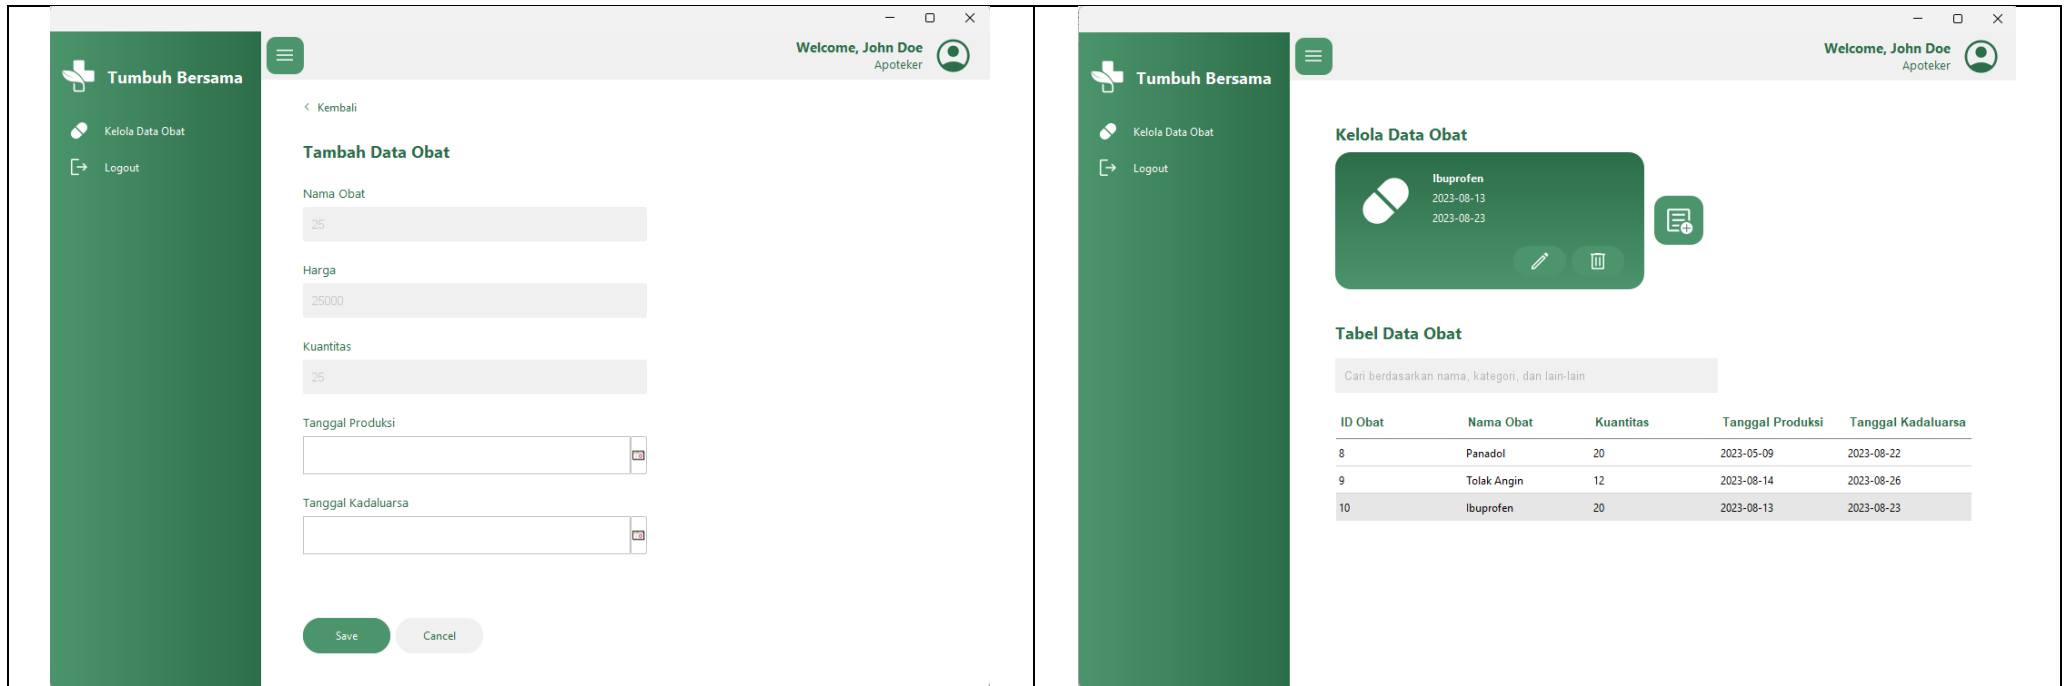 Welcome, John Doe
Apoteker
Tumbuh Bersama
Kelola Data Obat
Logout
< Kembali
Tambah Data Obat
Nama Obat
25
Harga
25000
Kuantitas
25
Tanggal Produksi
Tanggal Kadaluarsa
Save Cancel
Welcome, John Doe
Apoteker
Tumbuh Bersama
Kelola Data Obat
Logout
Kelola Data Obat
Ibuprofen
2023-08-13
2023-08-23
Tabel Data Obat
Cari berdasarkan nama, kategori, dan lain-lain
ID Obat Nama Obat Kuantitas Tanggal Produksi Tanggal Kadaluarsa
8 Panadol 20 2023-05-09 2023-08-22
9 Tolak Angin 12 2023-08-14 2023-08-26
10 Ibuprofen 20 2023-08-13 2023-08-23